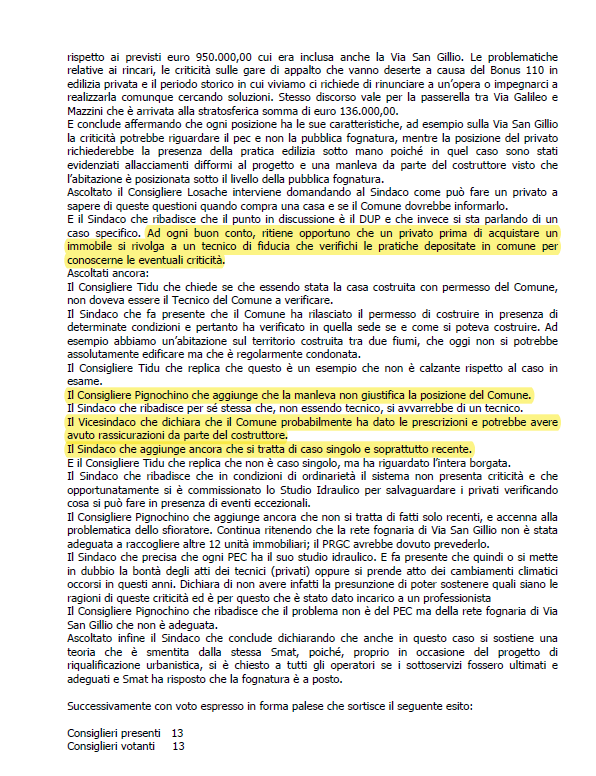 rispetto ai previsti euro 950.000,00 cui era inclusa anche la Via San Gillio. Le problematiche
relative ai rincari, le criticità sulle gare di appalto che vanno deserte a causa del Bonus 110 in
edilizia privata e il periodo storico in cui viviamo ci richiede di rinunciare a un'opera o impegnarci a
realizzarla comunque cercando soluzioni. Stesso discorso vale per la passerella tra Via Galileo e
Mazzini che è arrivata alla stratosferica somma di euro 136.000,00.
E conclude affermando che ogni posizione ha le sue caratteristiche, ad esempio sulla Via San Gillio
la criticità potrebbe riguardare il pec e non la pubblica fognatura, mentre la posizione del privato
richiederebbe la presenza della pratica edilizia sotto mano poiché in quel caso sono stati
evidenziati allacciamenti difformi al progetto e una manleva da parte del costruttore visto che
l'abitazione è posizionata sotto il livello della pubblica fognatura.
Ascoltato il Consigliere Losache interviene domandando al Sindaco come può fare un privato a
sapere di queste questioni quando compra una casa e se il Comune dovrebbe informarlo.
E il Sindaco che ribadisce che il punto in discussione è il DUP e che invece si sta parlando di un
caso specifico. Ad ogni buon conto, ritiene opportuno che un privato prima di acquistare un
immobile si rivolga a un tecnico di fiducia che verifichi le pratiche depositate in comune per
conoscerne le eventuali criticità.
Ascoltati ancora:
Il Consigliere Tidu che chiede se che essendo stata la casa costruita con permesso del Comune,
non doveva essere il Tecnico del Comune a verificare.
Il Sindaco che fa presente che il Comune ha rilasciato il permesso di costruire in presenza di
determinate condizioni e pertanto ha verificato in quella sede se e come si poteva costruire. Ad
esempio abbiamo un'abitazione sul territorio costruita tra due fiumi, che oggi non si potrebbe
assolutamente edificare ma che è regolarmente condonata.
Il Consigliere Tidu che replica che questo è un esempio che non è calzante rispetto al caso in
esame.
Il Consigliere Pignochino che aggiunge che la manleva non giustifica la posizione del Comune.
Il Sindaco che ribadisce per sé stessa che, non essendo tecnico, si avvarrebbe di un tecnico.
Il Vicesindaco che dichiara che il Comune probabilmente ha dato le prescrizioni e potrebbe avere
avuto rassicurazioni da parte del costruttore.
Il Sindaco che aggiunge ancora che si tratta di caso singolo e soprattutto recente.
E il Consigliere Tidu che replica che non è caso singolo, ma ha riguardato l'intera borgata.
Il Sindaco che ribadisce che in condizioni di ordinarietà il sistema non presenta criticità e che
opportunatamente si è commissionato lo Studio Idraulico per salvaguardare i privati verificando
cosa si può fare in presenza di eventi eccezionali.
Il Consigliere Pignochino che aggiunge ancora che non si tratta di fatti solo recenti, e accenna alla
problematica dello sfioratore. Continua ritenendo che la rete fognaria di Via San Gillio non è stata
adeguata a raccogliere altre 12 unità immobiliari; il PRGC avrebbe dovuto prevederlo.
Il Sindaco che precisa che ogni PEC ha il suo studio idraulico. E fa presente che quindi o si mette
in dubbio la bontà degli atti dei tecnici (privati) oppure si prende atto dei cambiamenti climatici
occorsi in questi anni. Dichiara di non avere infatti la presunzione di poter sostenere quali siano le
ragioni di queste criticità ed è per questo che è stato dato incarico a un professionista
Il Consigliere Pignochino che ribadisce che il problema non è del PEC ma della rete fognaria di Via
San Gillio che non è adeguata.
Ascoltato infine il Sindaco che conclude dichiarando che anche in questo caso si sostiene una
teoria che è smentita dalla stessa Smat, poiché, proprio in occasione del progetto di
riqualificazione urbanistica, si è chiesto a tutti gli operatori se i sottoservizi fossero ultimati e
adeguati e Smat ha risposto che la fognatura è a posto.
Successivamente con voto espresso in forma palese che sortisce il seguente esito:
Consiglieri presenti 13
Consiglieri votanti 13